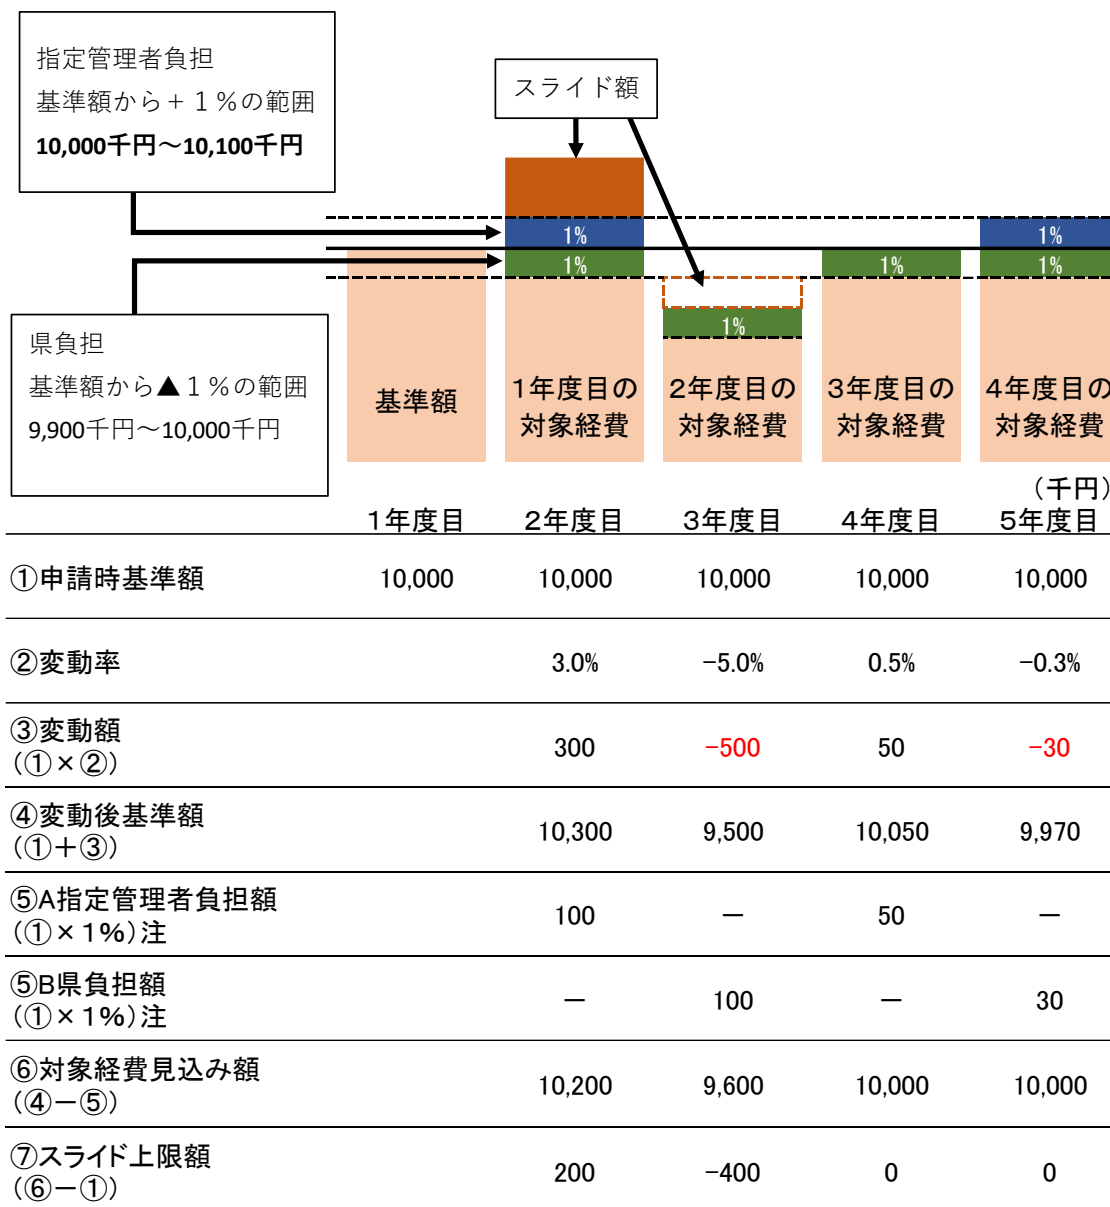 指定管理者負担
基準額から＋１％の範囲
10,000千円～10,100千円
スライド額
1%
1%
1%
1%
1%
1%
1%
県負担
基準額から▲１％の範囲
9,900千円～10,000千円
基準額
1年度目の
対象経費
2年度目の
対象経費
3年度目の
対象経費
4年度目の
対象経費
（千円）
1年度目 2年度目 3年度目 4年度目 5年度目
①申請時基準額 10,000 10,000 10,000 10,000 10,000
②変動率 3.0% −5.0% 0.5% −0.3%
③変動額
（①×②） 300 −500 50 −30
④変動後基準額
（①＋③） 10,300 9,500 10,050 9,970
⑤A指定管理者負担額
（①×1%）注 100 － 50 －
⑤B県負担額
（①×1%）注 － 100 － 30
⑥対象経費見込み額
（④－⑤） 10,200 9,600 10,000 10,000
⑦スライド上限額
（⑥－①） 200 −400 0 0